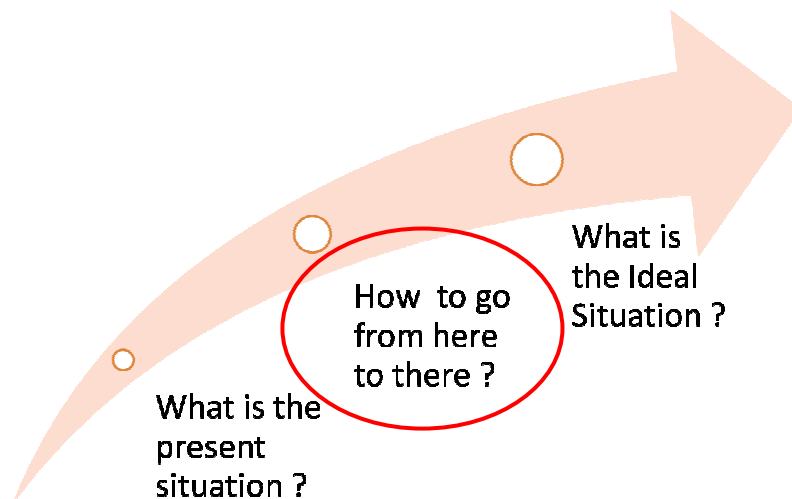 What is the
present
situation ?
How to go
from here
to there ?
What is
the Ideal
Situation ?